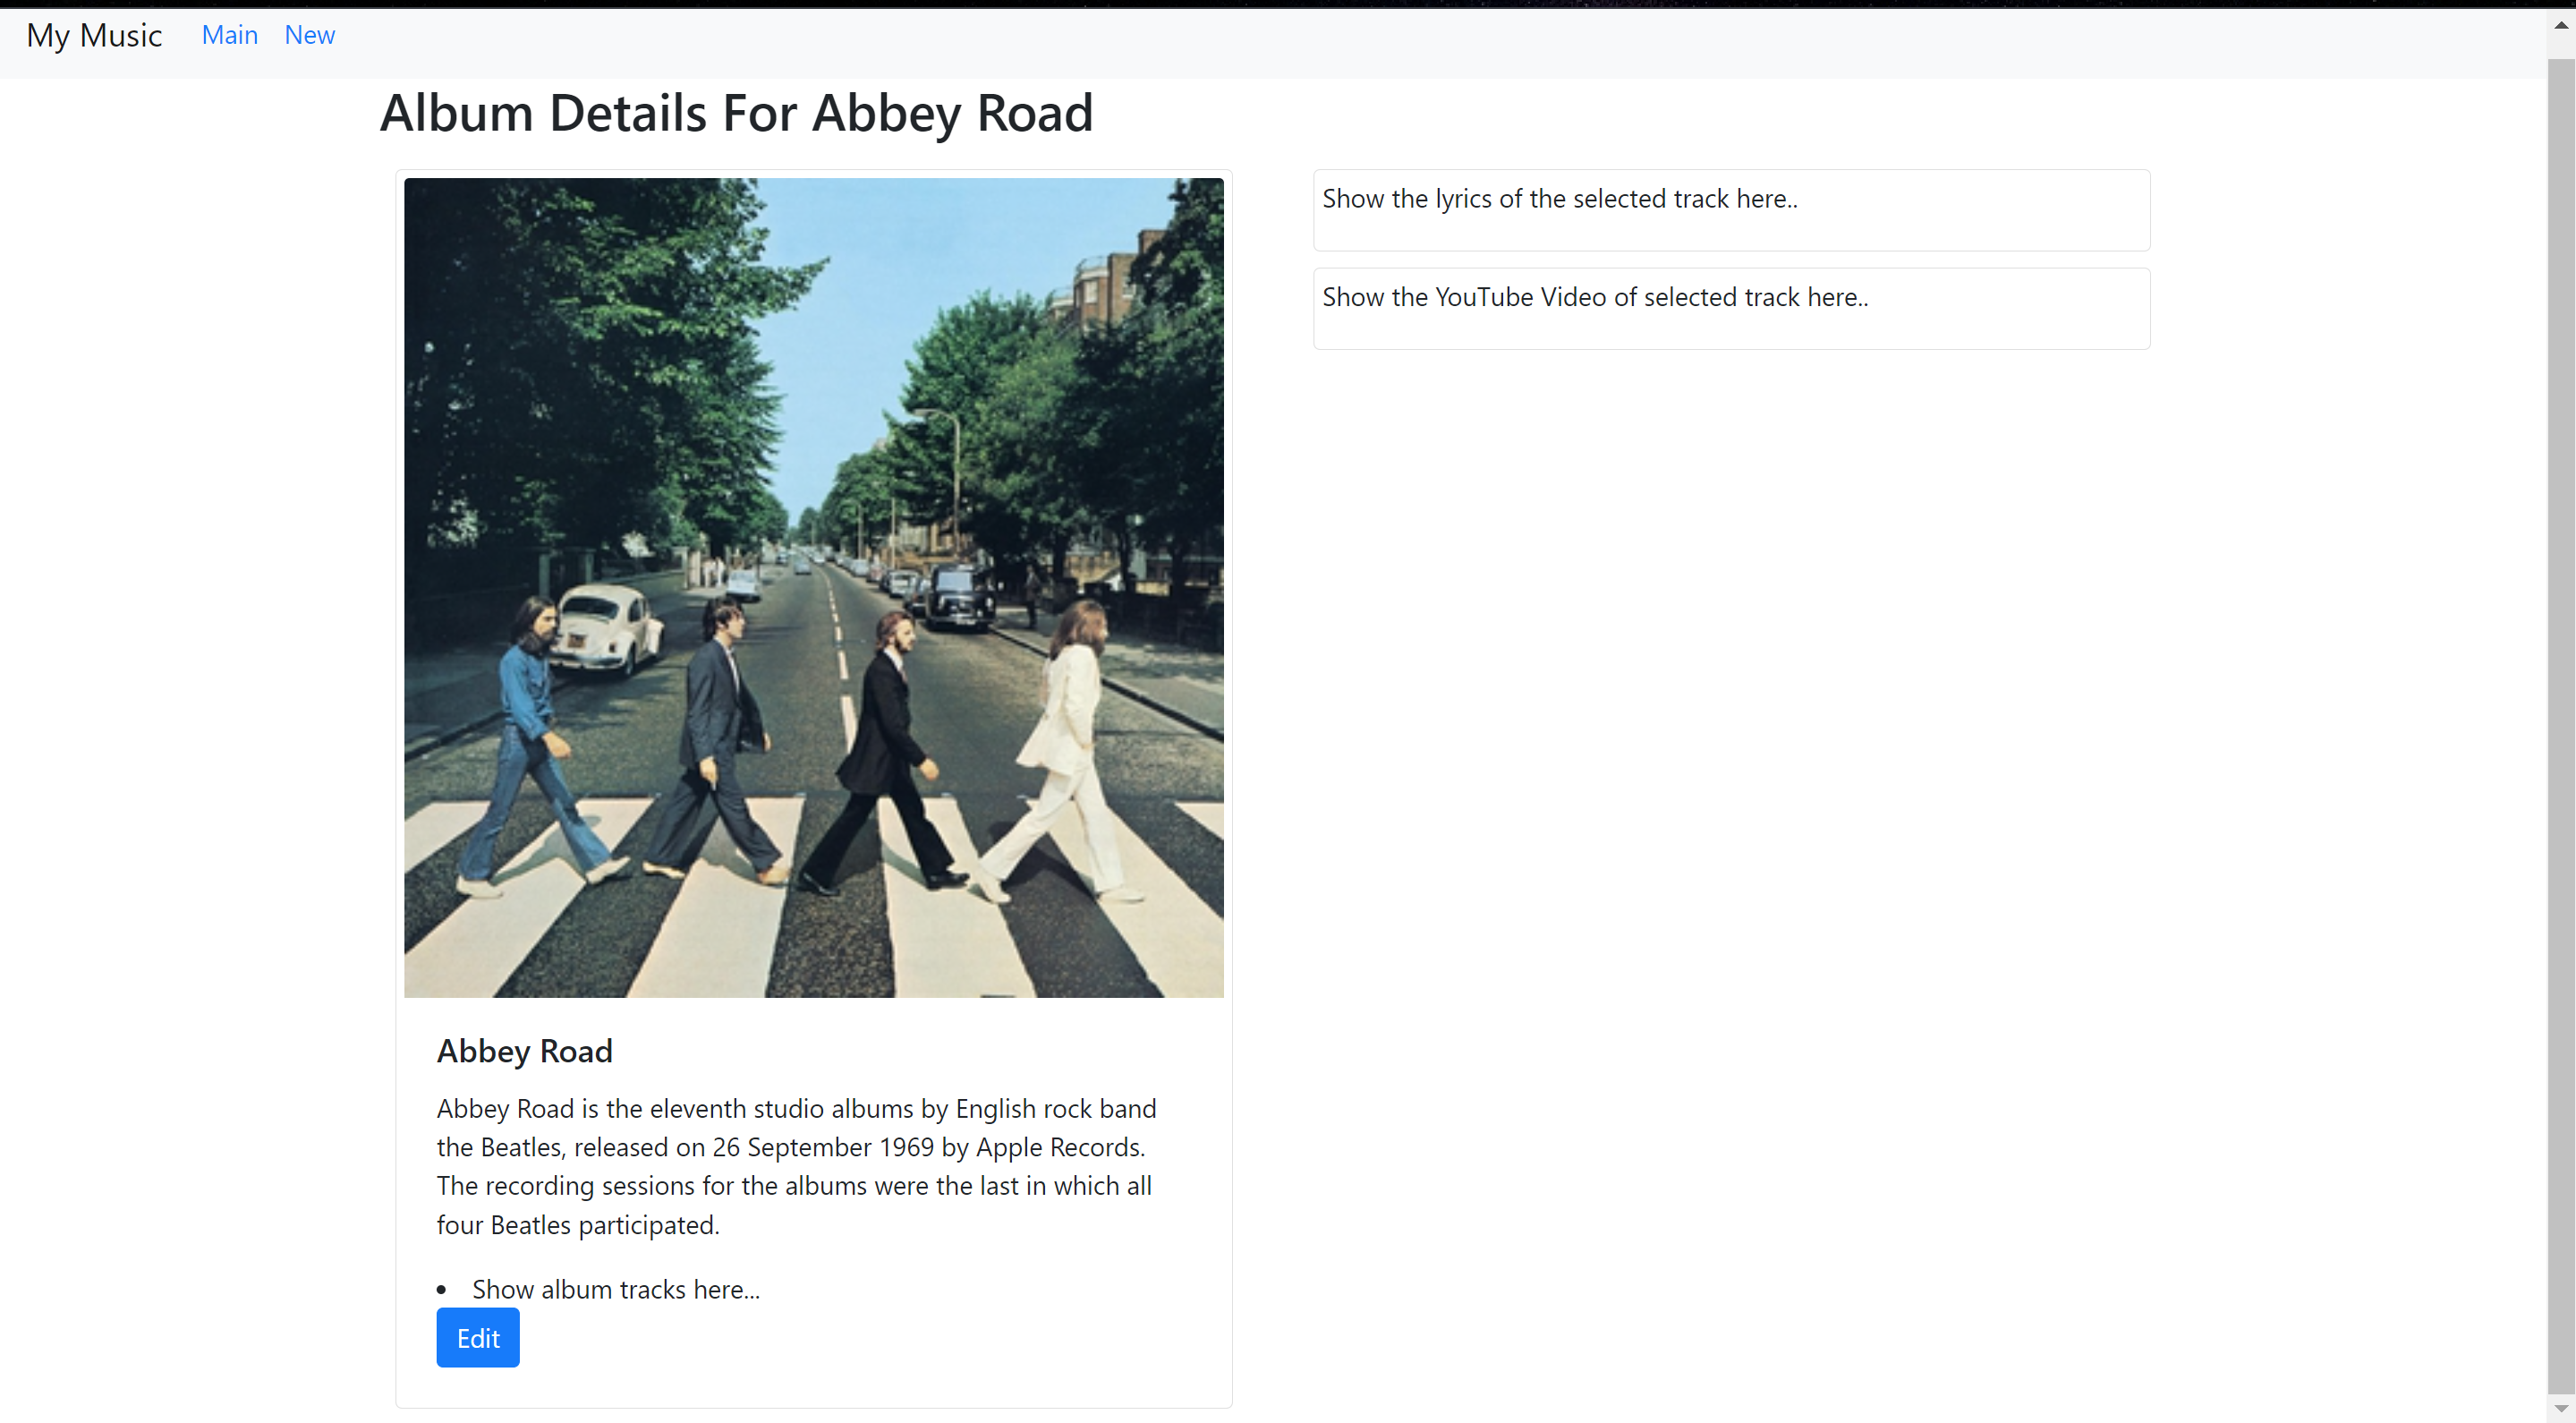 My Music Main New
Album Details For Abbey Road
Show the lyrics of the selected track here..
Show the YouTube Video of selected track here..
Abbey Road
Abbey Road is the eleventh studio albums by English rock band
the Beatles, released on 26 September 1969 by Apple Records.
The recording sessions for the albums were the last in which all
four Beatles participated.
• Show album tracks here...
Edit